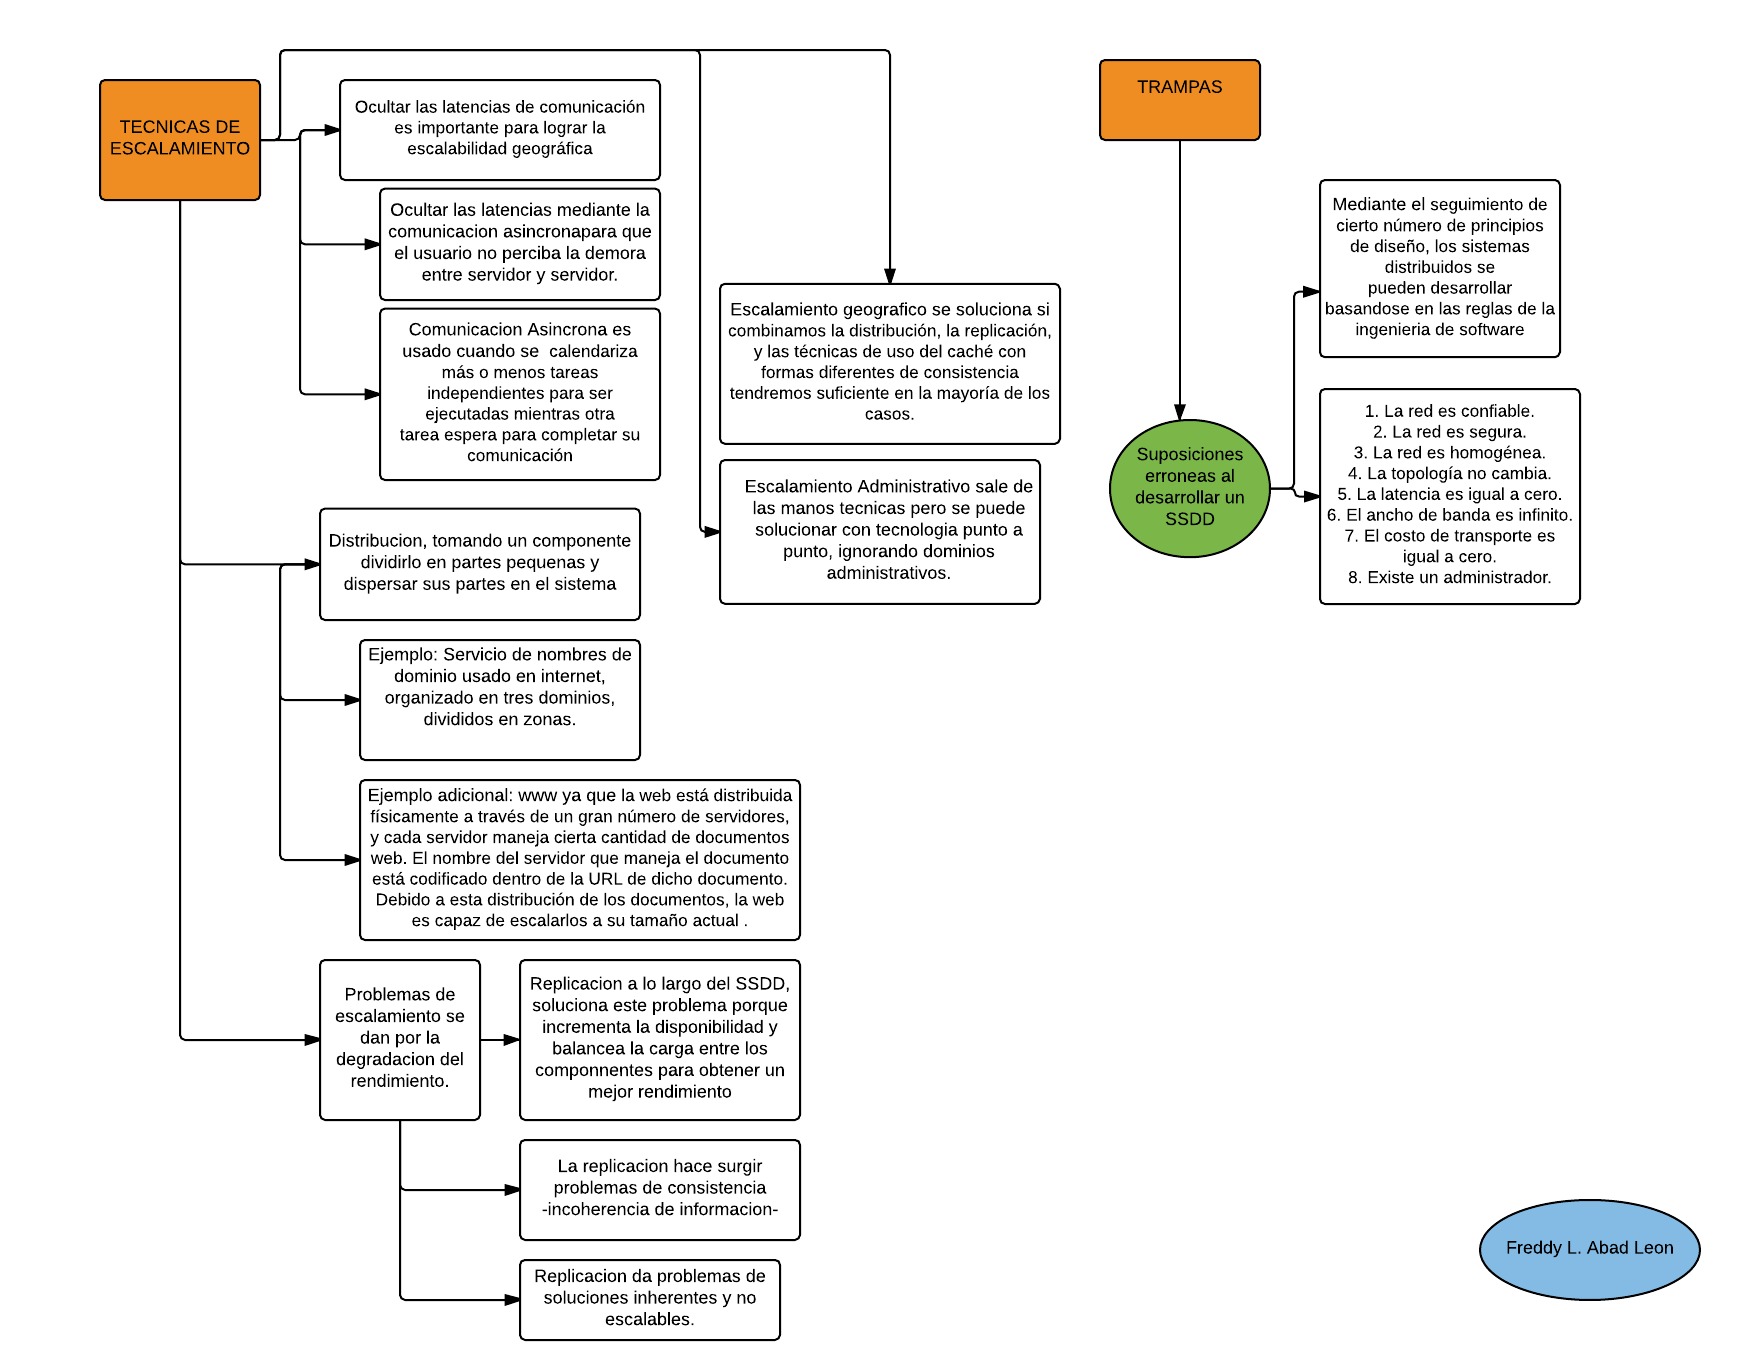 TECNICAS DE
ESCALAMIENTO
Ocultar las latencias de comunicación
es importante para lograr la
escalabilidad geográfica
Ocultar las latencias mediante la
comunicacion asincronapara que
el usuario no perciba la demora
entre servidor y servidor.
Comunicacion Asincrona es
usado cuando se calendariza
más o menos tareas
independientes para ser
ejecutadas mientras otra
tarea espera para completar su
comunicación
Escalamiento geografico se soluciona si
combinamos la distribución, la replicación,
y las técnicas de uso del caché con
formas diferentes de consistencia
tendremos suficiente en la mayoría de los
casos.
Escalamiento Administrativo sale de
las manos tecnicas pero se puede
solucionar con tecnologia punto a
punto, ignorando dominios
administrativos.
Distribucion, tomando un componente
dividirlo en partes pequenas y
dispersar sus partes en el sistema
Ejemplo: Servicio de nombres de
dominio usado en internet,
organizado en tres dominios,
divididos en zonas.
Ejemplo adicional: www ya que la web está distribuida
físicamente a través de un gran número de servidores,
y cada servidor maneja cierta cantidad de documentos
web. El nombre del servidor que maneja el documento
está codificado dentro de la URL de dicho documento.
Debido a esta distribución de los documentos, la web
es capaz de escalarlos a su tamaño actual .
Problemas de
escalamiento se
dan por la
degradacion del
rendimiento.
Replicacion a lo largo del SSDD,
soluciona este problema porque
incrementa la disponibilidad y
balancea la carga entre los
componnentes para obtener un
mejor rendimiento
La replicacion hace surgir
problemas de consistencia
-incoherencia de informacion-
Replicacion da problemas de
soluciones inherentes y no
escalables.
TRAMPAS
Suposiciones
erroneas al
desarrollar un
SSDD
Mediante el seguimiento de
cierto número de principios
de diseño, los sistemas
distribuidos se
pueden desarrollar
basandose en las reglas de la
ingenieria de software
1. La red es confiable.
2. La red es segura.
3. La red es homogénea.
4. La topología no cambia.
5. La latencia es igual a cero.
6. El ancho de banda es infinito.
7. El costo de transporte es
igual a cero.
8. Existe un administrador.
Freddy L. Abad Leon